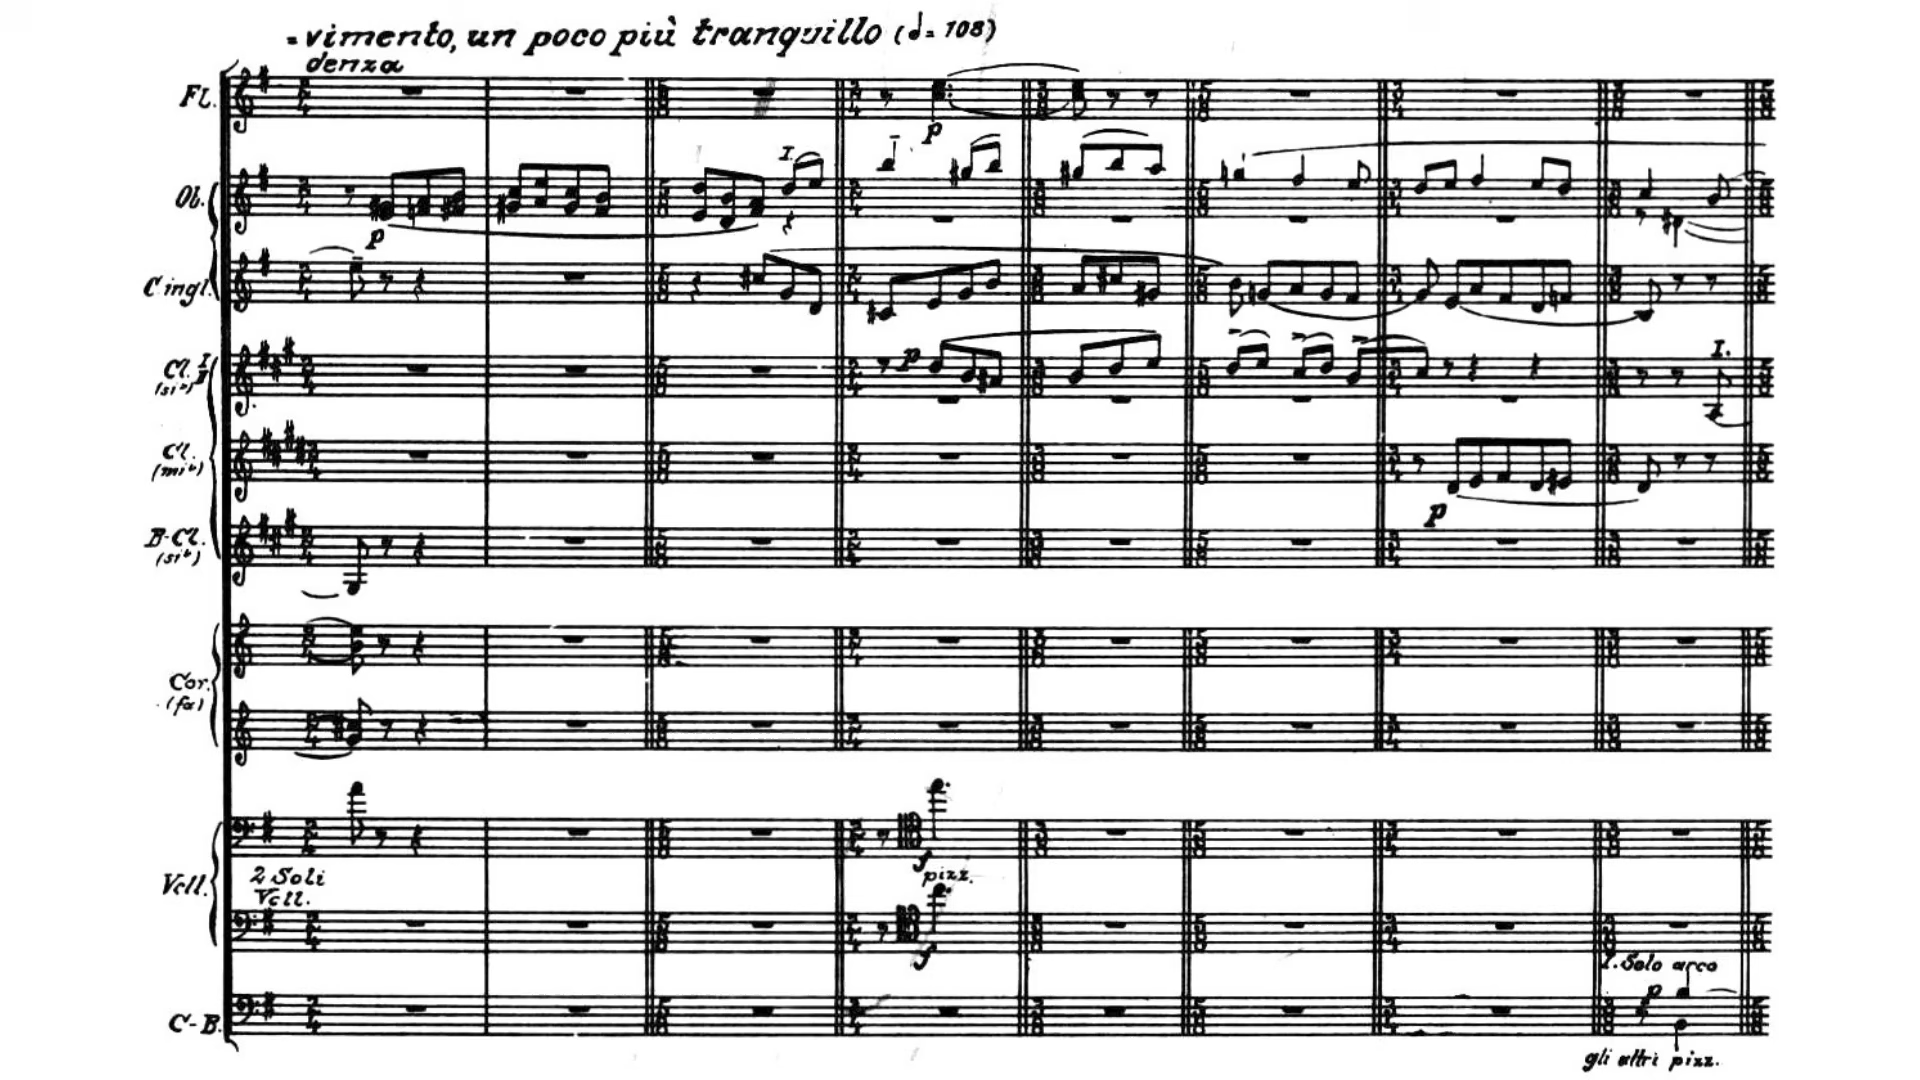 =vimento, un poco più tranquillo (𝅗𝅥= 108)
denza
Fl.
p
I.
Ob.
p
C ingl.
I.
Cl. I II
(si♭)
p
Cl.
(mi♭)
p
B-Cl.
(si♭)
Cor.
(fa)
f
pizz.
2 Soli
Vcll.
Vcll.
f
I. Solo arco
p
C-B.
gli altri pizz.